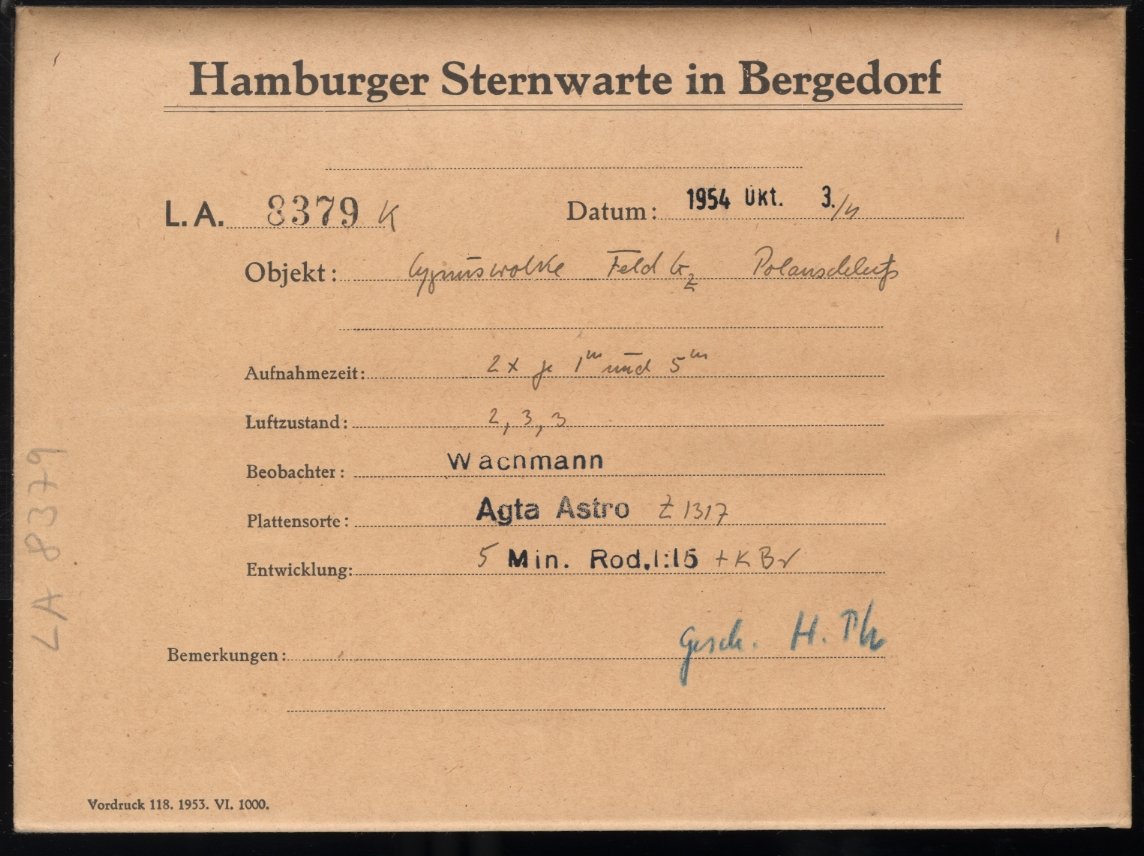 Hamburger Sternwarte in Bergedorf
L. A. 8379 K Datum: 1954 Okt. 3./4
Objekt: Cygnuswolke Feld G₂ Polanschluß
Aufnahmezeit: 2 x je 1ᵐ und 5ᵐ
Luftzustand: 2, 3, 3
Beobachter: Wachmann
Plattensorte: Agfa Astro Z 1317
Entwicklung: 5 Min. Rod. 1:15 + KBr
Bemerkungen: Gesch. H.
Vordruck 118. 1953. VI. 1000.
LA 8379